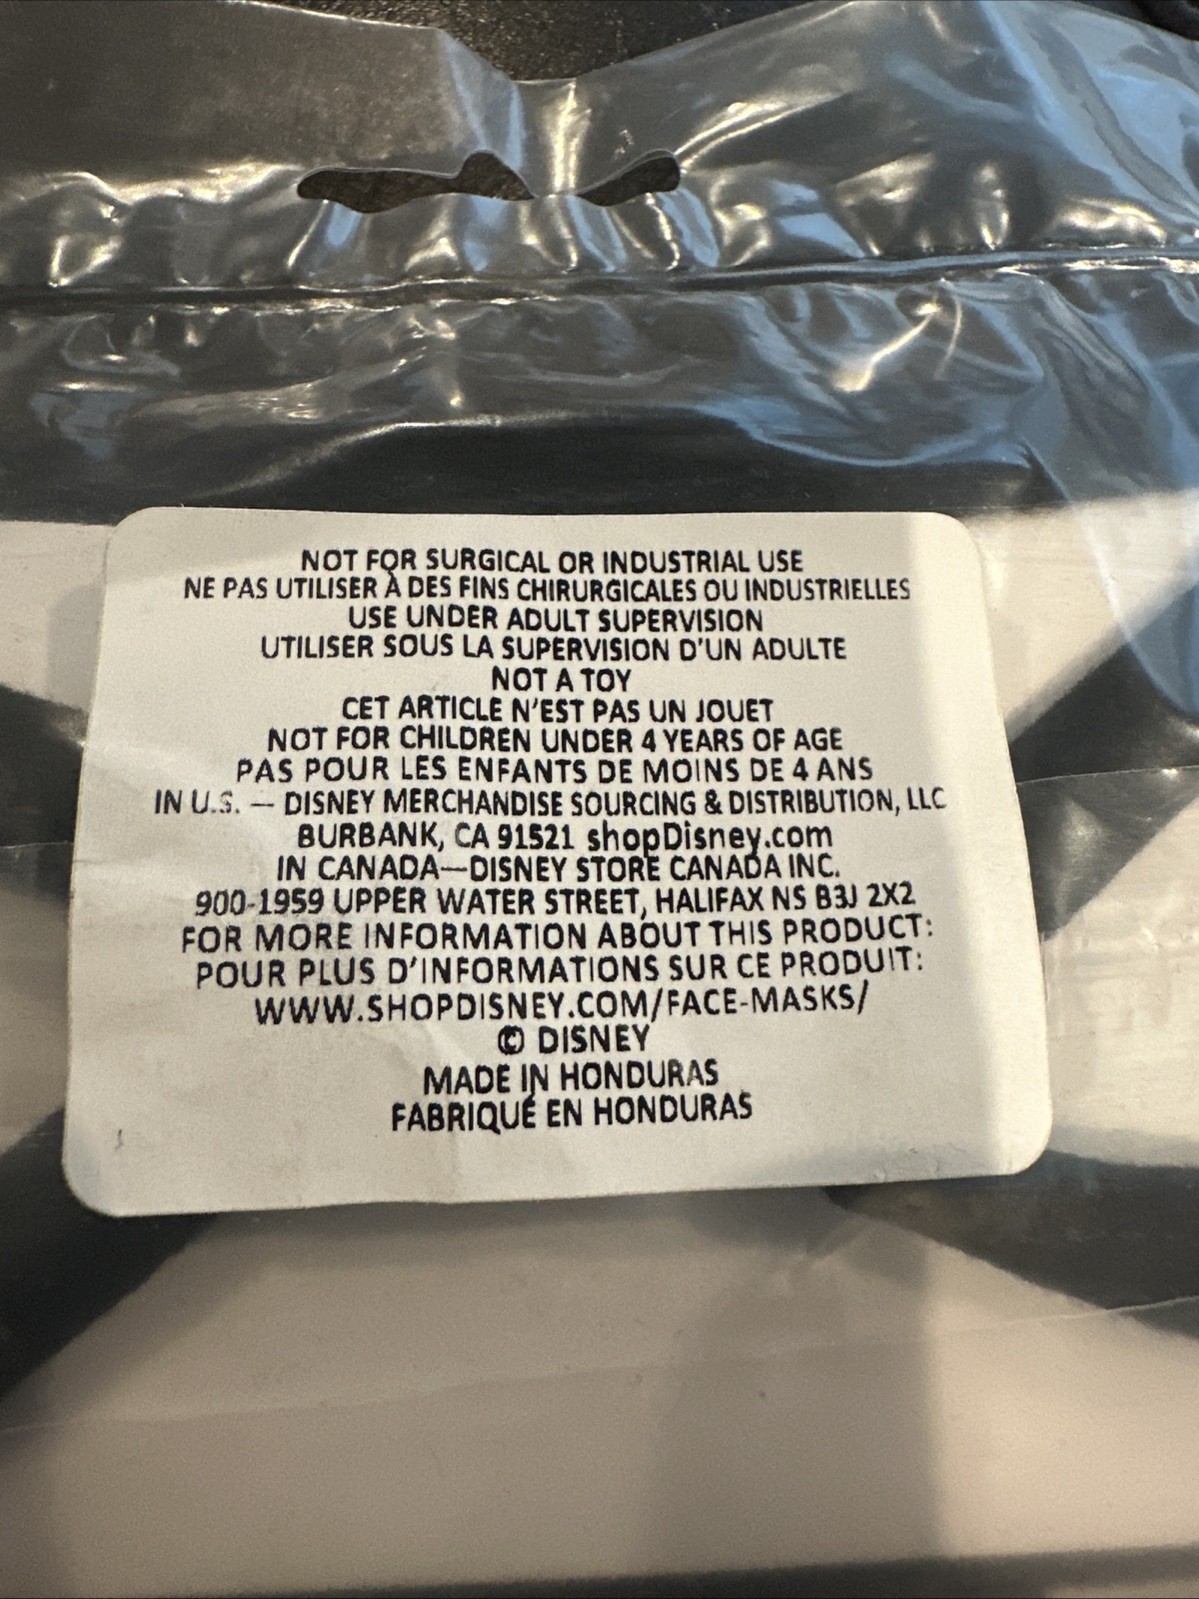 NOT FOR SURGICAL OR INDUSTRIAL USE
NE PAS UTILISER À DES FINS CHIRURGICALES OU INDUSTRIELLES
USE UNDER ADULT SUPERVISION
UTILISER SOUS LA SUPERVISION D'UN ADULTE
NOT A TOY
CET ARTICLE N'EST PAS UN JOUET
NOT FOR CHILDREN UNDER 4 YEARS OF AGE
PAS POUR LES ENFANTS DE MOINS DE 4 ANS
IN U.S. — DISNEY MERCHANDISE SOURCING & DISTRIBUTION, LLC
BURBANK, CA 91521 shopDisney.com
IN CANADA—DISNEY STORE CANADA INC.
900-1959 UPPER WATER STREET, HALIFAX NS B3J 2X2
FOR MORE INFORMATION ABOUT THIS PRODUCT:
POUR PLUS D'INFORMATIONS SUR CE PRODUIT:
WWW.SHOPDISNEY.COM/FACE-MASKS/
© DISNEY
MADE IN HONDURAS
FABRIQUÉ EN HONDURAS